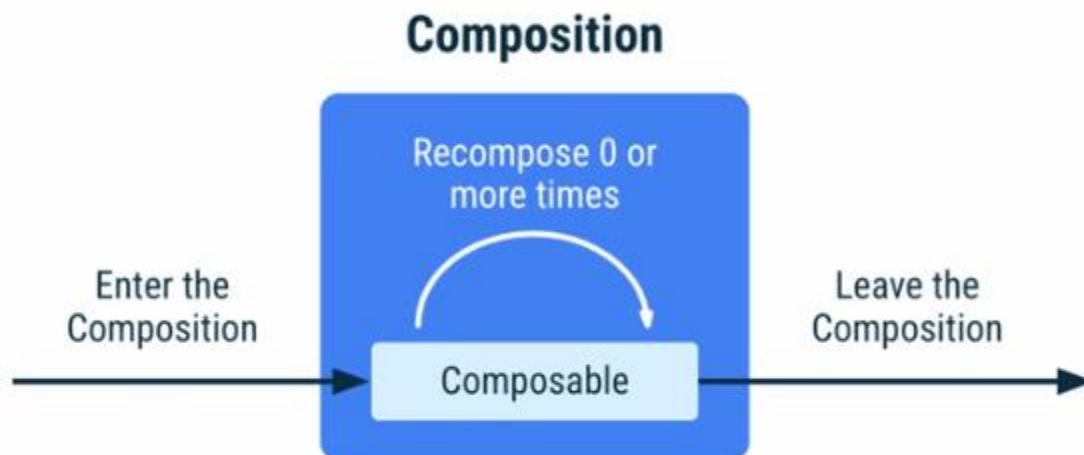 Composition
Recompose 0 or
more times
Enter the
Composition
Leave the
Composition
Composable